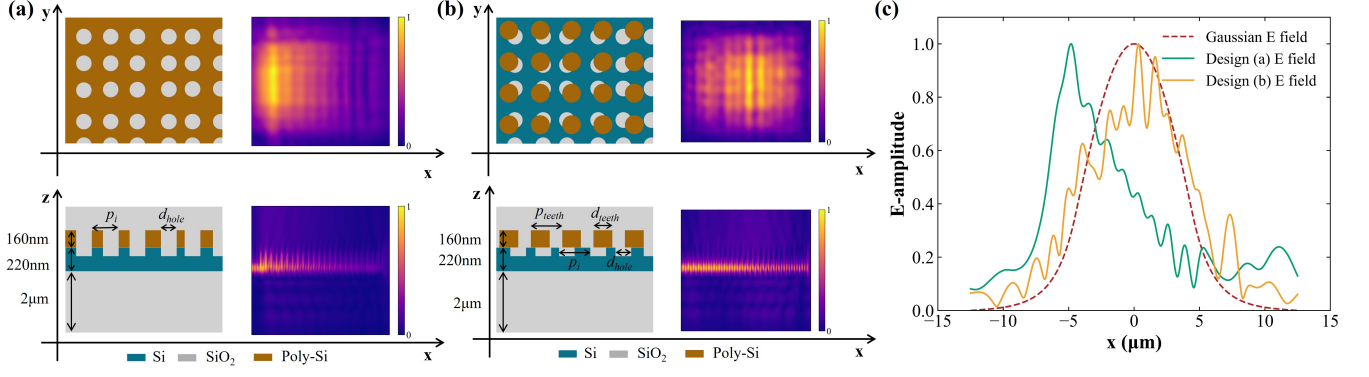 (a)
y
x
1
0
z
160nm
220nm
2μm
p_i
d_hole
x
1
0
(b)
y
x
1
0
z
160nm
220nm
2μm
p_teeth
d_teeth
p_i
d_hole
x
1
0
Si
SiO₂
Poly-Si
Si
SiO₂
Poly-Si
(c)
E-amplitude
1.0
0.8
0.6
0.4
0.2
0.0
Gaussian E field
Design (a) E field
Design (b) E field
−15 −10 −5 0 5 10 15
x (μm)